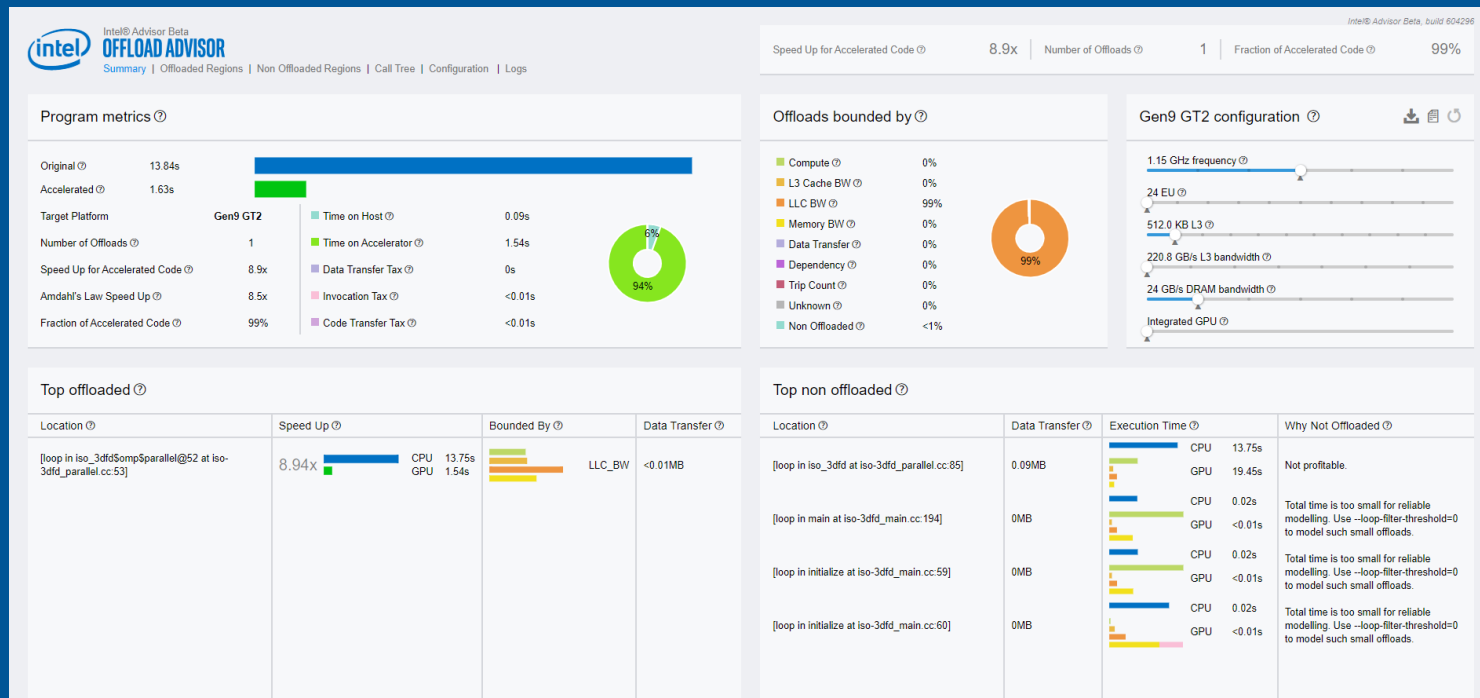 Intel® Advisor Beta, build 604296
intel
Intel® Advisor Beta
OFFLOAD ADVISOR
Summary | Offloaded Regions | Non Offloaded Regions | Call Tree | Configuration | Logs
Speed Up for Accelerated Code 8.9x
Number of Offloads 1
Fraction of Accelerated Code 99%
Program metrics
Original 13.84s
Accelerated 1.63s
Target Platform Gen9 GT2
Number of Offloads 1
Speed Up for Accelerated Code 8.9x
Amdahl's Law Speed Up 8.5x
Fraction of Accelerated Code 99%
Time on Host 0.09s
Time on Accelerator 1.54s
Data Transfer Tax 0s
Invocation Tax <0.01s
Code Transfer Tax <0.01s
6%
94%
Offloads bounded by
Compute 0%
L3 Cache BW 0%
LLC BW 99%
Memory BW 0%
Data Transfer 0%
Dependency 0%
Trip Count 0%
Unknown 0%
Non Offloaded <1%
99%
Gen9 GT2 configuration
1.15 GHz frequency
24 EU
512.0 KB L3
220.8 GB/s L3 bandwidth
24 GB/s DRAM bandwidth
Integrated GPU
Top offloaded
Location Speed Up Bounded By Data Transfer
[loop in iso_3dfd$omp$parallel@52 at iso-
3dfd_parallel.cc:53]
8.94x
CPU 13.75s
GPU 1.54s
LLC_BW
<0.01MB
Top non offloaded
Location Data Transfer Execution Time Why Not Offloaded
[loop in iso_3dfd at iso-3dfd_parallel.cc:85]
0.09MB
CPU 13.75s
GPU 19.45s
Not profitable.
[loop in main at iso-3dfd_main.cc:194]
0MB
CPU 0.02s
GPU <0.01s
Total time is too small for reliable
modelling. Use --loop-filter-threshold=0
to model such small offloads.
[loop in initialize at iso-3dfd_main.cc:59]
0MB
CPU 0.02s
GPU <0.01s
Total time is too small for reliable
modelling. Use --loop-filter-threshold=0
to model such small offloads.
[loop in initialize at iso-3dfd_main.cc:60]
0MB
CPU 0.02s
GPU <0.01s
Total time is too small for reliable
modelling. Use --loop-filter-threshold=0
to model such small offloads.